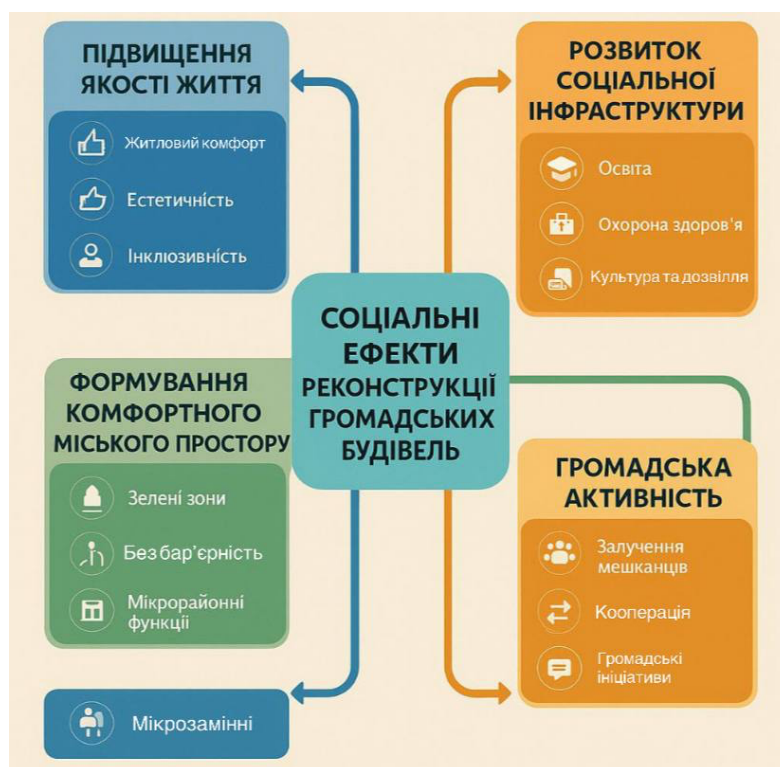 ПІДВИЩЕННЯ
ЯКОСТІ ЖИТТЯ
Житловий комфорт
Естетичність
Інклюзивність
РОЗВИТОК
СОЦІАЛЬНОЇ
ІНФРАСТРУКТУРИ
Освіта
Охорона здоров'я
Культура та дозвілля
СОЦІАЛЬНІ
ЕФЕКТИ
РЕКОНСТРУКЦІЇ
ГРОМАДСЬКИХ
БУДІВЕЛЬ
ФОРМУВАННЯ
КОМФОРТНОГО
МІСЬКОГО ПРОСТОРУ
Зелені зони
Без бар'єрність
Мікрорайонні
функції
ГРОМАДСЬКА
АКТИВНІСТЬ
Залучення
мешканців
Кооперація
Громадські
ініціативи
Мікрозамінні